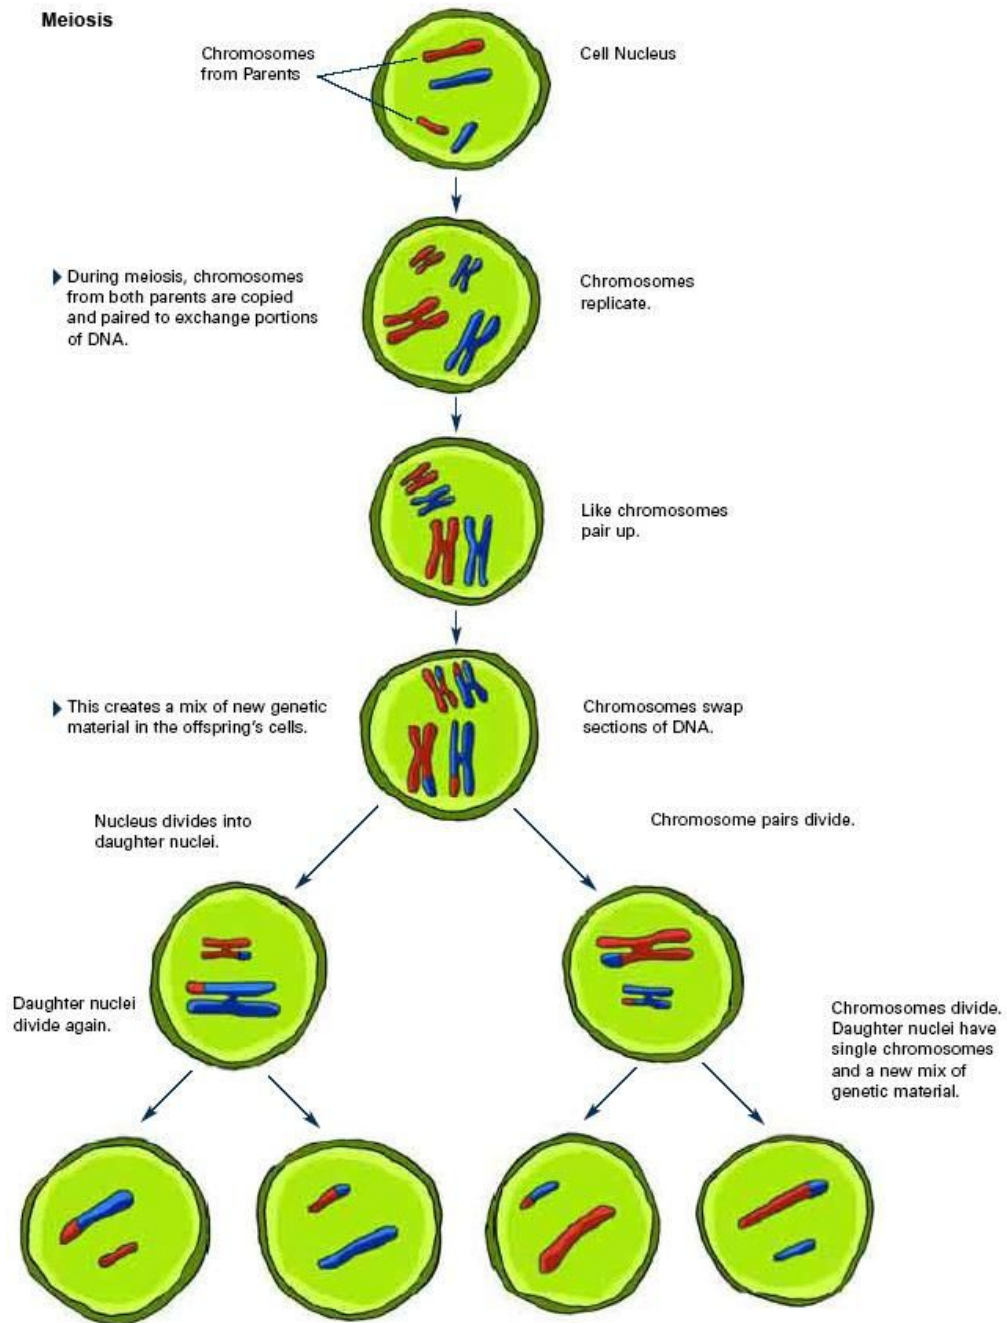 Meiosis
Chromosomes
from Parents
Cell Nucleus
During meiosis, chromosomes
from both parents are copied
and paired to exchange portions
of DNA.
Chromosomes
replicate.
Like chromosomes
pair up.
This creates a mix of new genetic
material in the offspring's cells.
Chromosomes swap
sections of DNA.
Nucleus divides into
daughter nuclei.
Chromosome pairs divide.
Daughter nuclei
divide again.
Chromosomes divide.
Daughter nuclei have
single chromosomes
and a new mix of
genetic material.